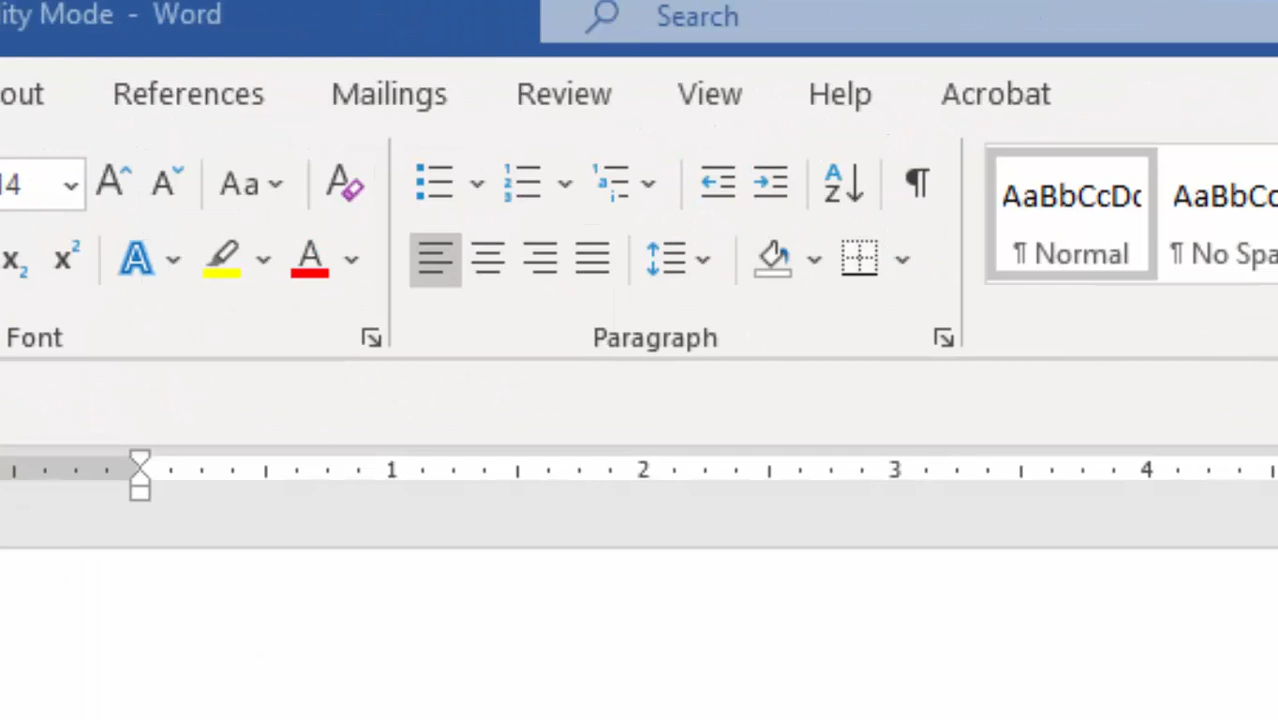 ity Mode - Word
Search
out References Mailings Review View Help Acrobat
14 Aa AaBbCcDc AaBbCc
¶ Normal ¶ No Spa
Font Paragraph
1 2 3 4